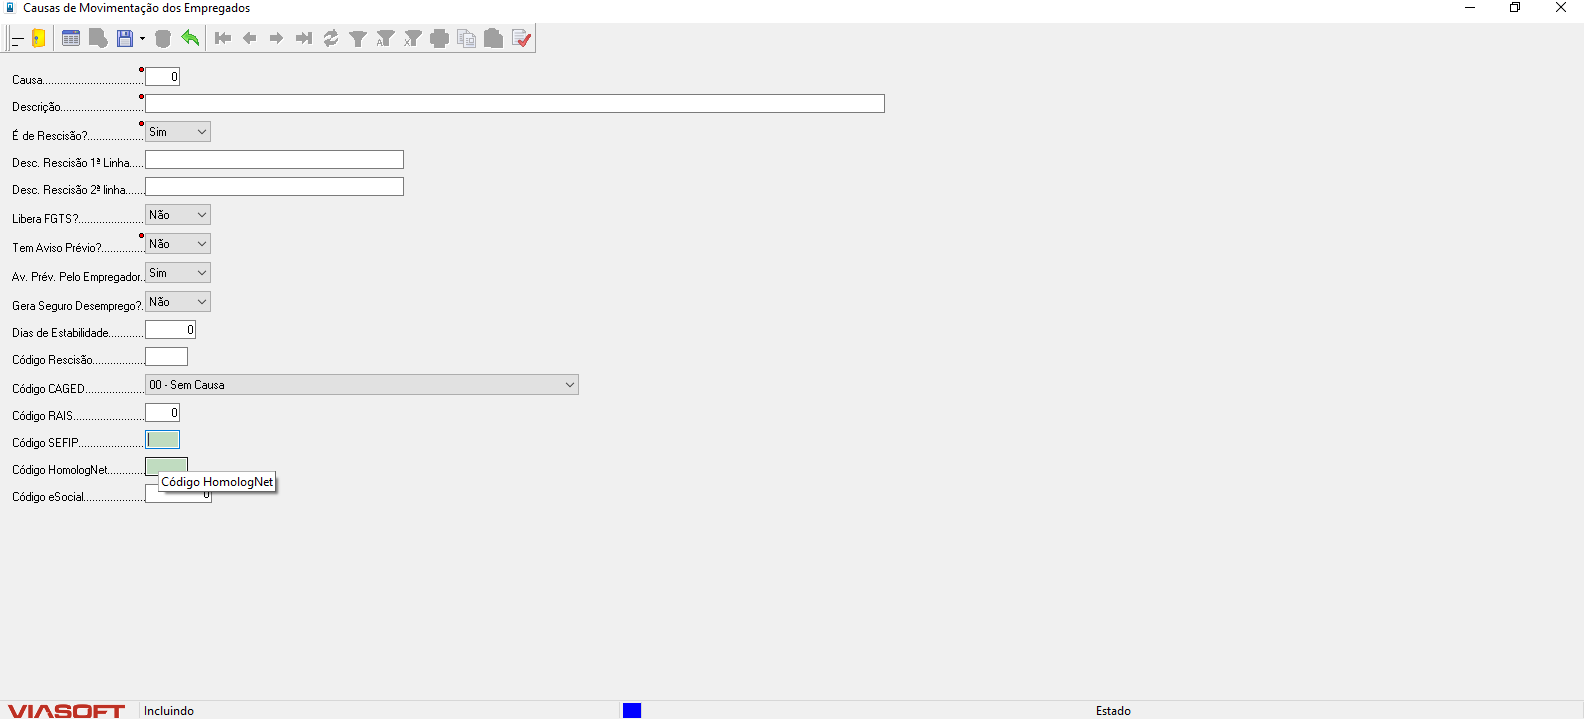 Causas de Movimentação dos Empregados
Causa.................................. 0
Descrição............................
É de Rescisão?................... Sim
Desc. Rescisão 1ª Linha.....
Desc. Rescisão 2ª linha.......
Libera FGTS?...................... Não
Tem Aviso Prévio?............... Não
Av. Prév. Pelo Empregador.. Sim
Gera Seguro Desemprego?. Não
Dias de Estabilidade............ 0
Código Rescisão..................
Código CAGED.................... 00 - Sem Causa
Código RAIS........................ 0
Código SEFIP.......................
Código HomologNet.............
Código HomologNet
Código eSocial..................... 0
VIASOFT Incluindo Estado